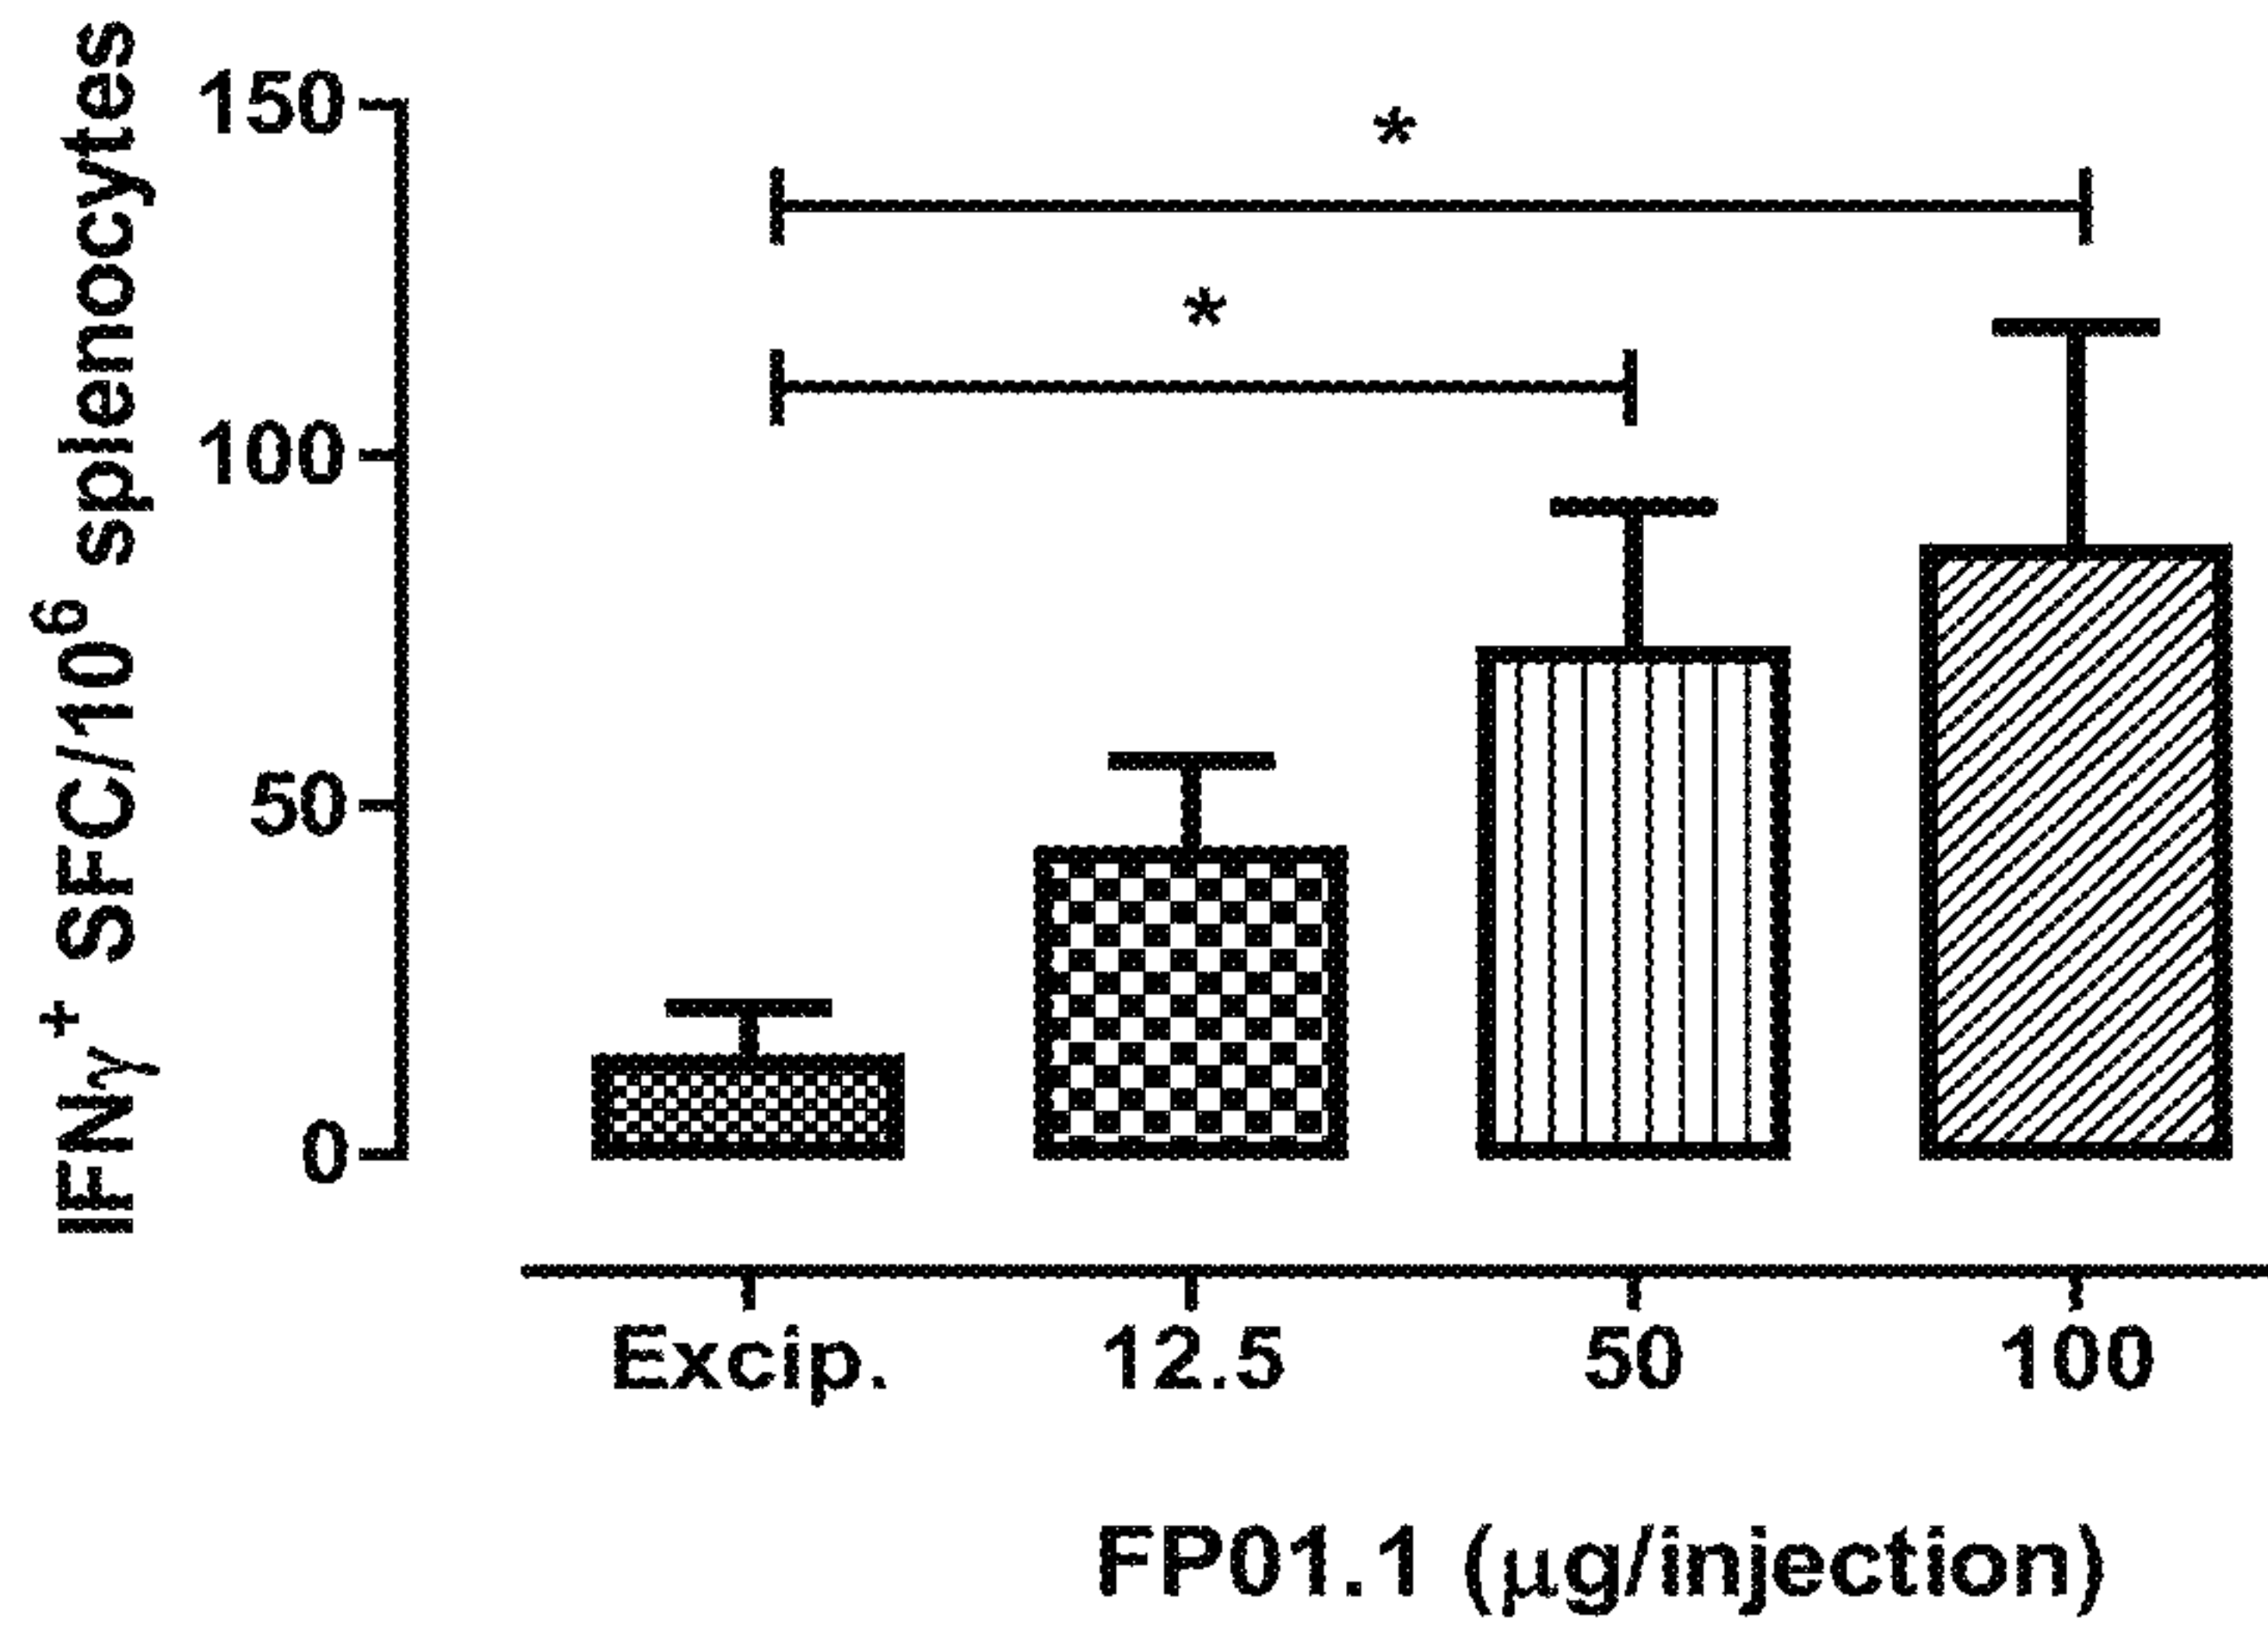 IFNγ⁺ SFC/10⁶ splenocytes
150
100
50
0
*
*
Excip. 12.5 50 100
FP01.1 (μg/injection)